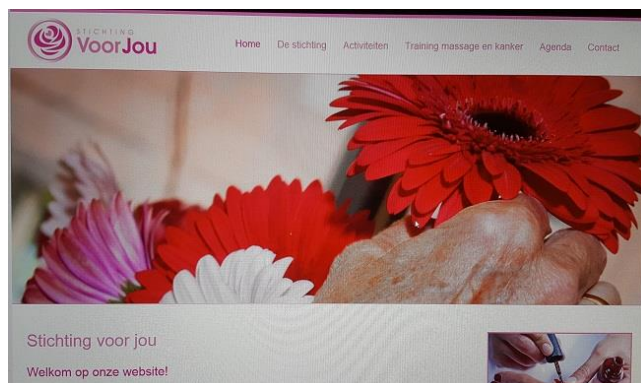 STICHTING
VoorJou
Home De stichting Activiteiten Training massage en kanker Agenda Contact
Stichting voor jou
Welkom op onze website!